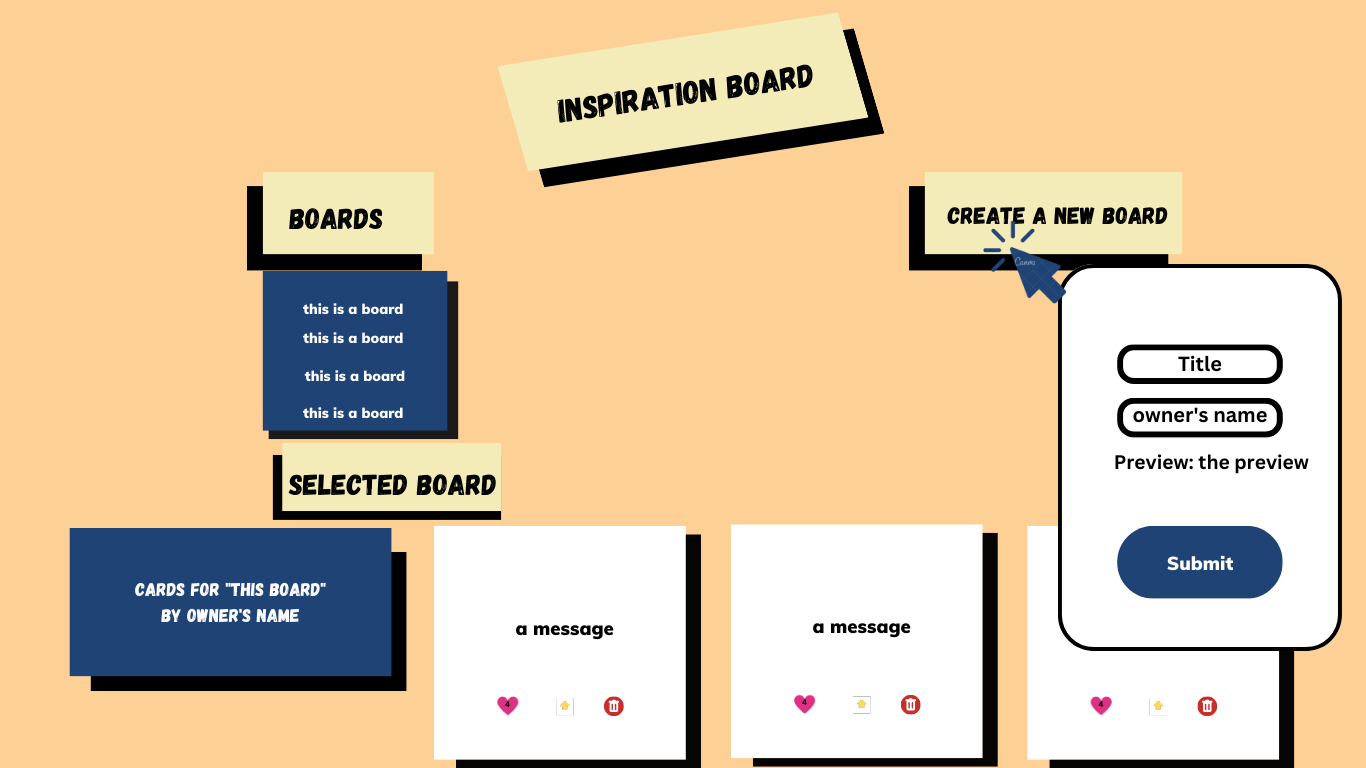 INSPIRATION BOARD
BOARDS
CREATE A NEW BOARD
Canva
this is a board
this is a board
this is a board
this is a board
Title
owner's name
Preview: the preview
Submit
SELECTED BOARD
CARDS FOR "THIS BOARD"
BY OWNER'S NAME
a message
4
a message
4
4